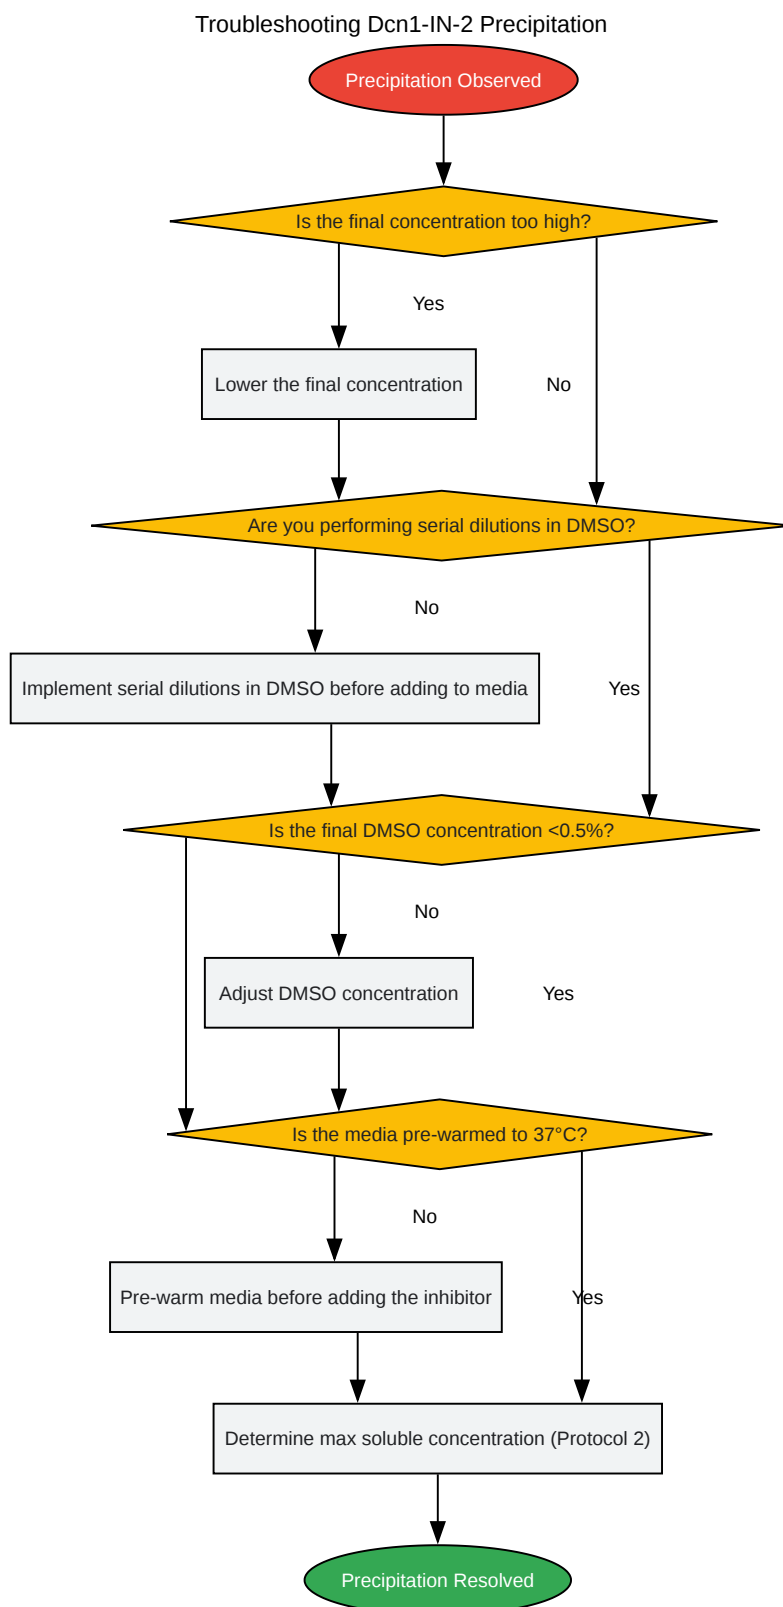 Troubleshooting Dcn1-IN-2 Precipitation
Precipitation Observed
Is the final concentration too high?
Yes
Lower the final concentration
No
Are you performing serial dilutions in DMSO?
No
Implement serial dilutions in DMSO before adding to media
Yes
Is the final DMSO concentration <0.5%?
No
Adjust DMSO concentration
Yes
Is the media pre-warmed to 37°C?
No
Pre-warm media before adding the inhibitor
Yes
Determine max soluble concentration (Protocol 2)
Precipitation Resolved